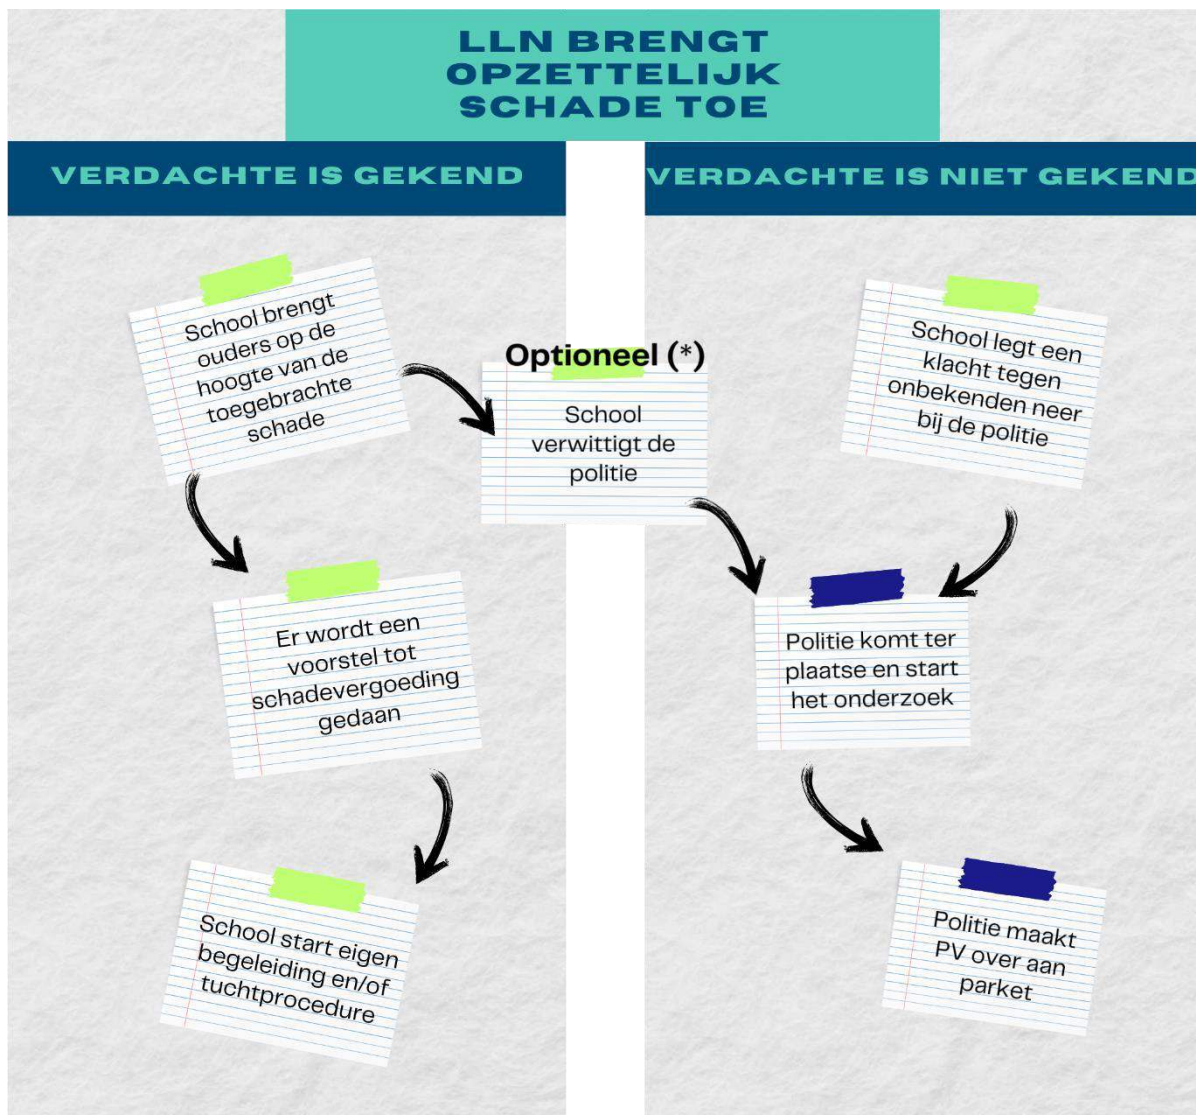 LLN BRENGT
OPZETTELIJK
SCHADE TOE
VERDACHTE IS GEKEND
VERDACHTE IS NIET GEKEND
School brengt
ouders op de
hoogte van de
toegebrachte
schade
Optioneel (*)
School
verwittigt de
politie
School legt een
klacht tegen
onbekenden neer
bij de politie
Er wordt een
voorstel tot
schadevergoeding
gedaan
Politie komt ter
plaatse en start
het onderzoek
School start eigen
begeleiding en/of
tuchtprocedure
Politie maakt
PV over aan
parket